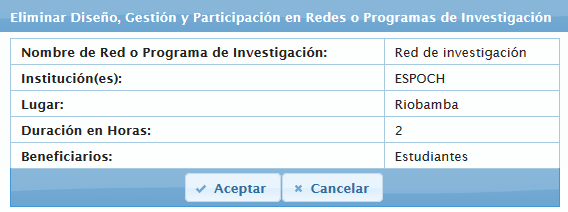 Eliminar Diseño, Gestión y Participación en Redes o Programas de Investigación
Nombre de Red o Programa de Investigación: Red de investigación
Institución(es): ESPOCH
Lugar: Riobamba
Duración en Horas: 2
Beneficiarios: Estudiantes
Aceptar Cancelar